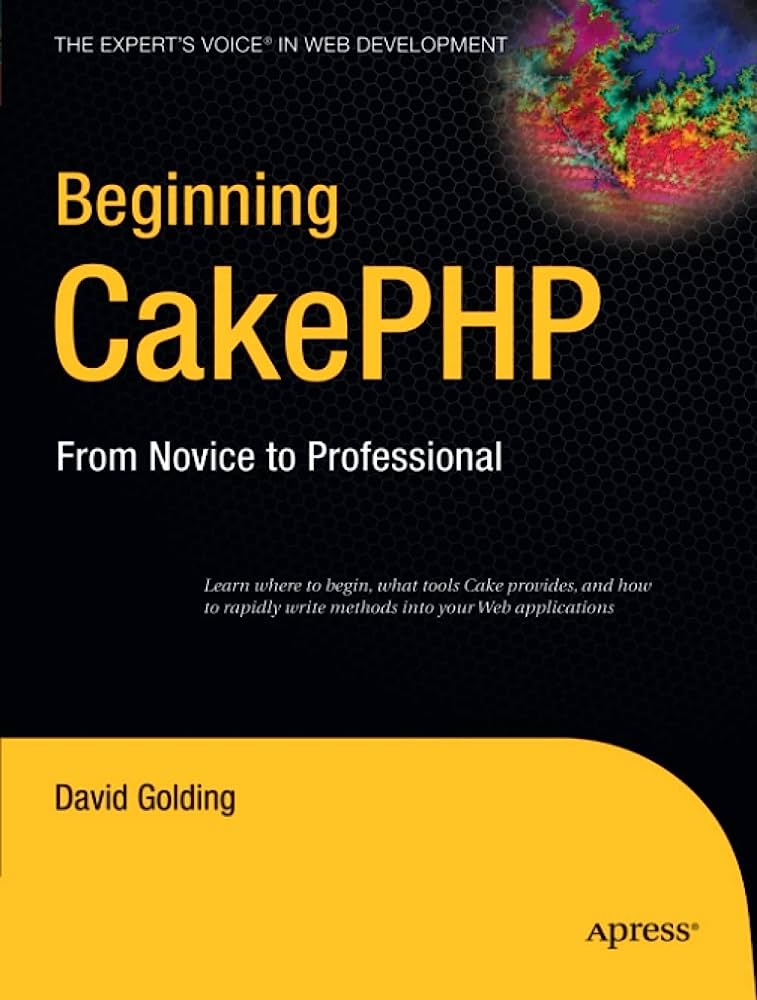 THE EXPERT'S VOICE® IN WEB DEVELOPMENT
Beginning
CakePHP
From Novice to Professional
Learn where to begin, what tools Cake provides, and how
to rapidly write methods into your Web applications
David Golding
Apress®